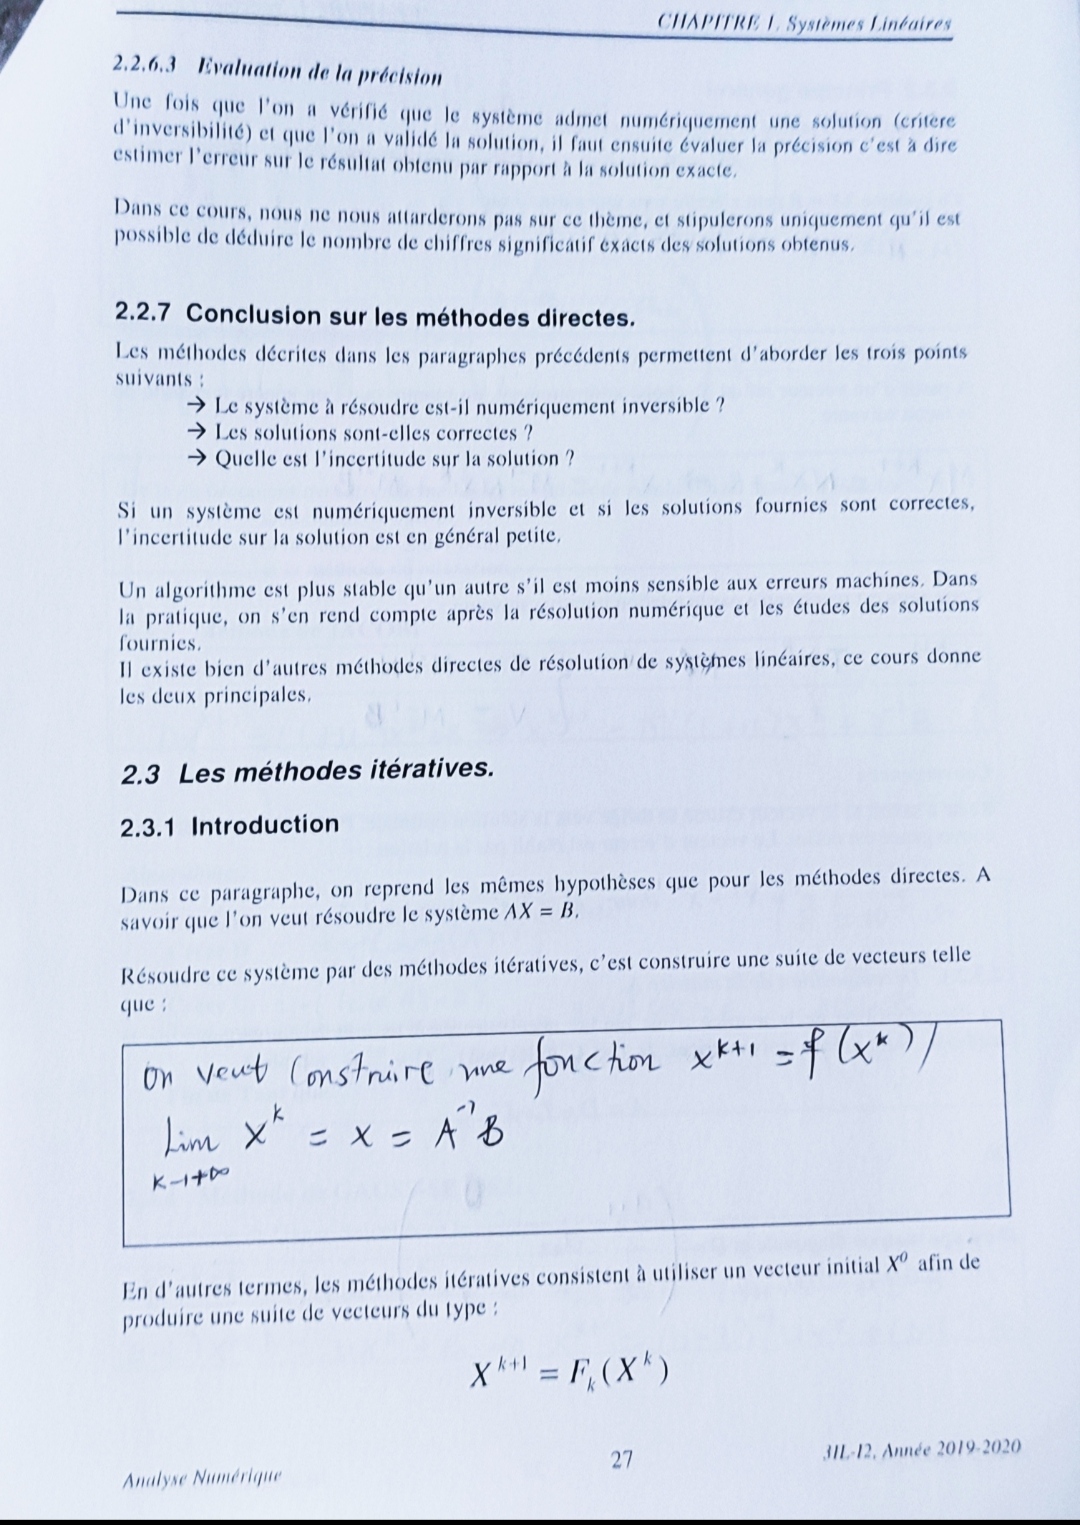 CHAPITRE 1. Systèmes Linéaires
2.2.6.3 Evaluation de la précision
Une fois que l'on a vérifié que le système admet numériquement une solution (critère
d'inversibilité) et que l'on a validé la solution, il faut ensuite évaluer la précision c'est à dire
estimer l'erreur sur le résultat obtenu par rapport à la solution exacte.
Dans ce cours, nous ne nous attarderons pas sur ce thème, et stipulerons uniquement qu'il est
possible de déduire le nombre de chiffres significatif exacts des solutions obtenus.
2.2.7 Conclusion sur les méthodes directes.
Les méthodes décrites dans les paragraphes précédents permettent d'aborder les trois points
suivants :
→ Le système à résoudre est-il numériquement inversible ?
→ Les solutions sont-elles correctes ?
→ Quelle est l'incertitude sur la solution ?
Si un système est numériquement inversible et si les solutions fournies sont correctes,
l'incertitude sur la solution est en général petite.
Un algorithme est plus stable qu'un autre s'il est moins sensible aux erreurs machines. Dans
la pratique, on s'en rend compte après la résolution numérique et les études des solutions
fournies.
Il existe bien d'autres méthodes directes de résolution de systèmes linéaires, ce cours donne
les deux principales.
2.3 Les méthodes itératives.
2.3.1 Introduction
Dans ce paragraphe, on reprend les mêmes hypothèses que pour les méthodes directes. A
savoir que l'on veut résoudre le système AX = B.
Résoudre ce système par des méthodes itératives, c'est construire une suite de vecteurs telle
que :
On veut construire une fonction x^{k+1} = f(x^k) /
Lim X^k = x = A^{-1}B
k→+∞
En d'autres termes, les méthodes itératives consistent à utiliser un vecteur initial X^0 afin de
produire une suite de vecteurs du type :
X^{k+1} = F_k(X^k)
27
3IL-I2, Année 2019-2020
Analyse Numérique